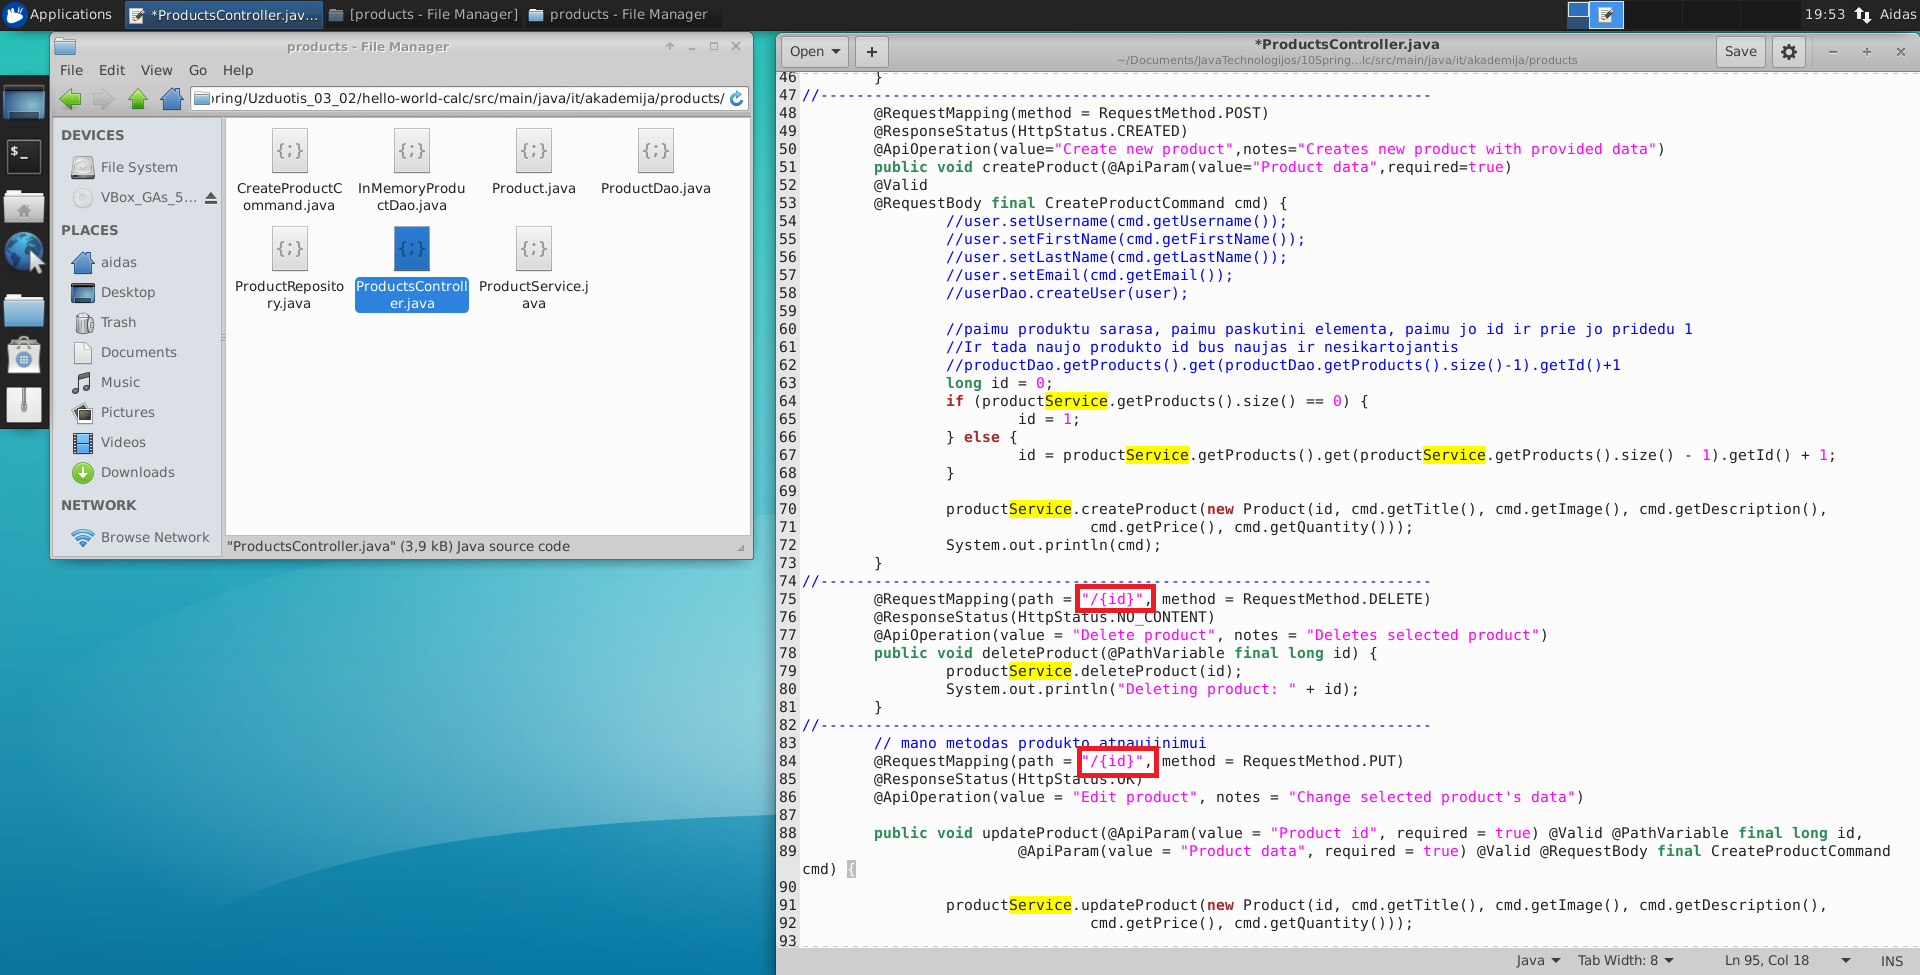 Applications
*ProductsController.jav...
[products - File Manager]
products - File Manager
19:53
Aidas
products - File Manager
File Edit View Go Help
ring/Uzduotis_03_02/hello-world-calc/src/main/java/it/akademija/products/
DEVICES
File System
VBox_GAs_5...
PLACES
aidas
Desktop
Trash
Documents
Music
Pictures
Videos
Downloads
NETWORK
Browse Network
CreateProductC
ommand.java
InMemoryProdu
ctDao.java
Product.java
ProductDao.java
ProductReposito
ry.java
ProductsControll
er.java
ProductService.j
ava
"ProductsController.java" (3,9 kB) Java source code
Open
+
*ProductsController.java
~/Documents/JavaTechnologijos/10Spring...lc/src/main/java/it/akademija/products
Save
46 }
47 //--------------------------------------------------------------------
48 @RequestMapping(method = RequestMethod.POST)
49 @ResponseStatus(HttpStatus.CREATED)
50 @ApiOperation(value="Create new product",notes="Creates new product with provided data")
51 public void createProduct(@ApiParam(value="Product data",required=true)
52 @Valid
53 @RequestBody final CreateProductCommand cmd) {
54 //user.setUsername(cmd.getUsername());
55 //user.setFirstName(cmd.getFirstName());
56 //user.setLastName(cmd.getLastName());
57 //user.setEmail(cmd.getEmail());
58 //userDao.createUser(user);
59
60 //paimu produktu sarasa, paimu paskutini elementa, paimu jo id ir prie jo pridedu 1
61 //Ir tada naujo produkto id bus naujas ir nesikartojantis
62 //productDao.getProducts().get(productDao.getProducts().size()-1).getId()+1
63 long id = 0;
64 if (productService.getProducts().size() == 0) {
65 id = 1;
66 } else {
67 id = productService.getProducts().get(productService.getProducts().size() - 1).getId() + 1;
68 }
69
70 productService.createProduct(new Product(id, cmd.getTitle(), cmd.getImage(), cmd.getDescription(),
71 cmd.getPrice(), cmd.getQuantity()));
72 System.out.println(cmd);
73 }
74 //--------------------------------------------------------------------
75 @RequestMapping(path = "/{id}", method = RequestMethod.DELETE)
76 @ResponseStatus(HttpStatus.NO_CONTENT)
77 @ApiOperation(value = "Delete product", notes = "Deletes selected product")
78 public void deleteProduct(@PathVariable final long id) {
79 productService.deleteProduct(id);
80 System.out.println("Deleting product: " + id);
81 }
82 //--------------------------------------------------------------------
83 // mano metodas produkto atnaujinimui
84 @RequestMapping(path = "/{id}", method = RequestMethod.PUT)
85 @ResponseStatus(HttpStatus.OK)
86 @ApiOperation(value = "Edit product", notes = "Change selected product's data")
87
88 public void updateProduct(@ApiParam(value = "Product id", required = true) @Valid @PathVariable final long id,
89 @ApiParam(value = "Product data", required = true) @Valid @RequestBody final CreateProductCommand
cmd) {
90
91 productService.updateProduct(new Product(id, cmd.getTitle(), cmd.getImage(), cmd.getDescription(),
92 cmd.getPrice(), cmd.getQuantity()));
93
Java Tab Width: 8 Ln 95, Col 18 INS